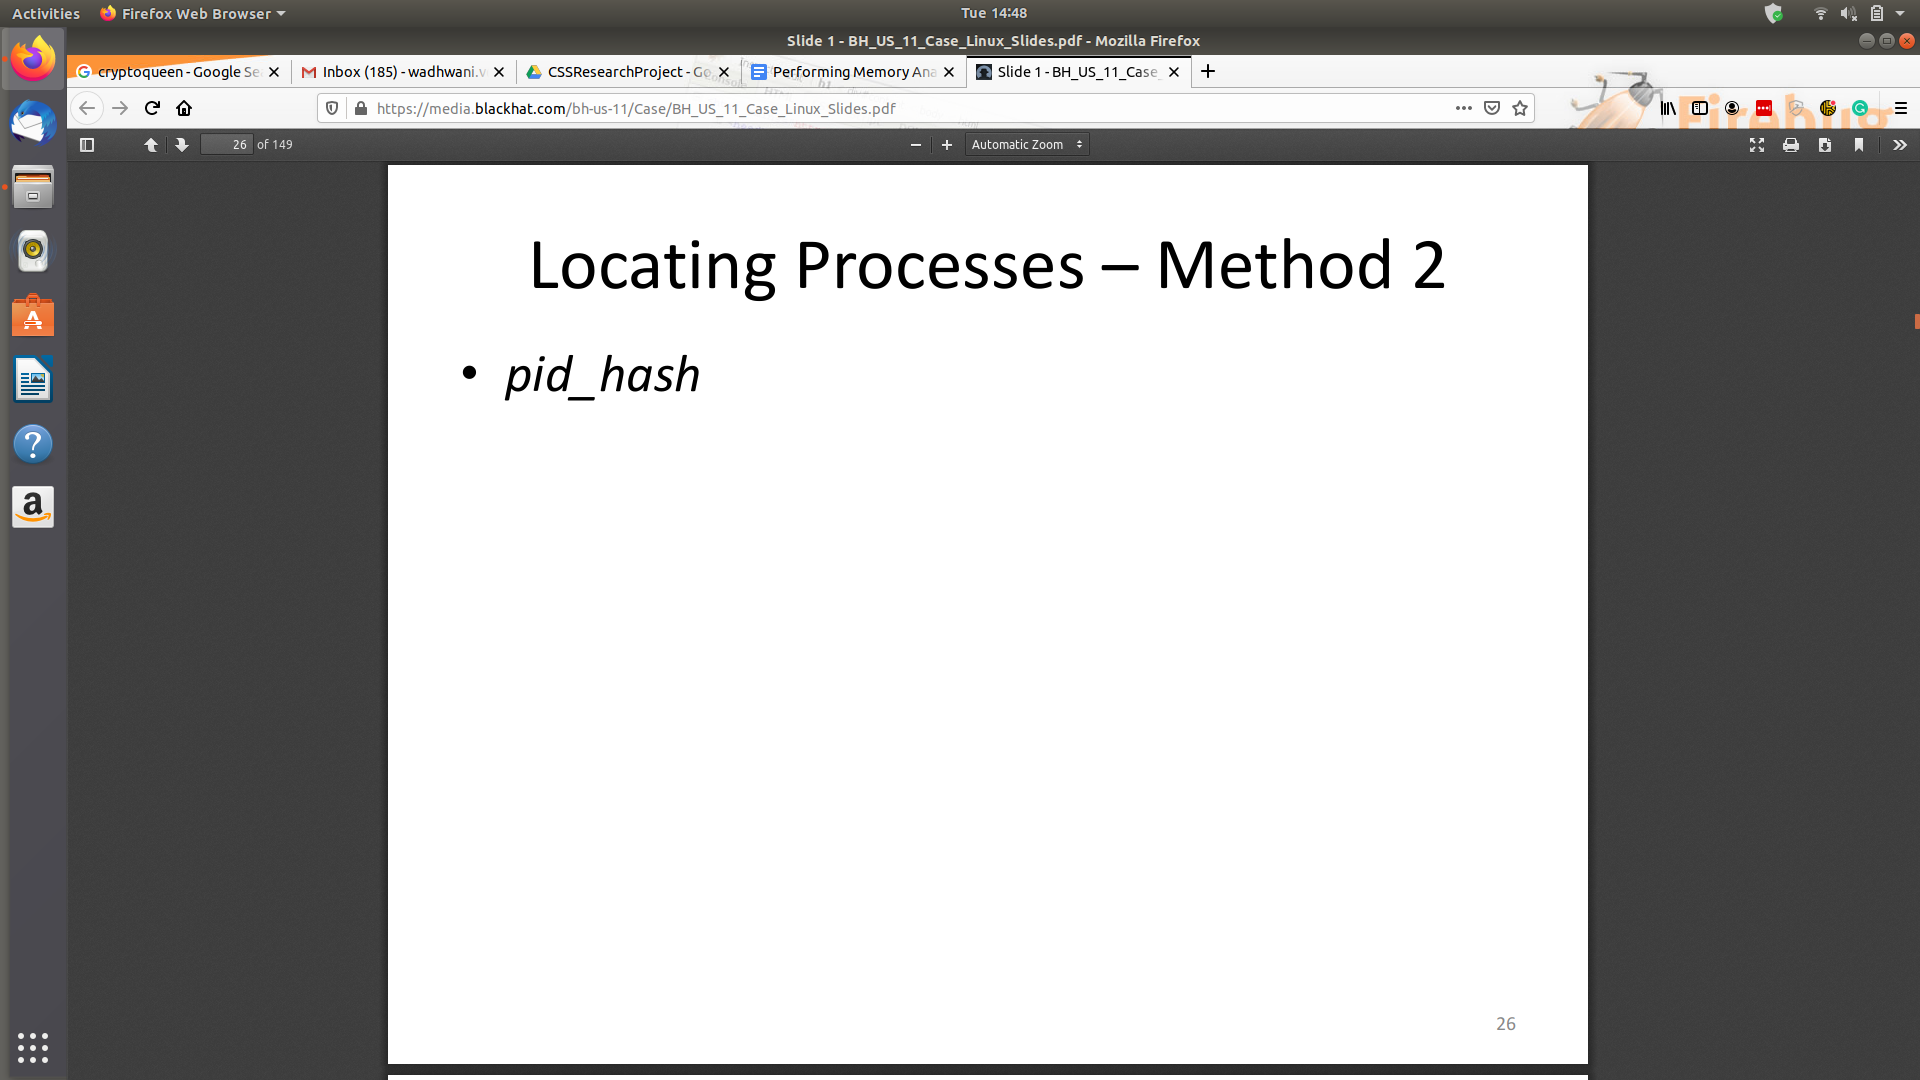 Activities Firefox Web Browser Tue 14:48
Slide 1 - BH_US_11_Case_Linux_Slides.pdf - Mozilla Firefox
cryptoqueen - Google Se Inbox (185) - wadhwani.v CSSResearchProject - Go Performing Memory Ana Slide 1 - BH_US_11_Case_
https://media.blackhat.com/bh-us-11/Case/BH_US_11_Case_Linux_Slides.pdf
Firebug
26 of 149 Automatic Zoom
Locating Processes – Method 2
• pid_hash
26